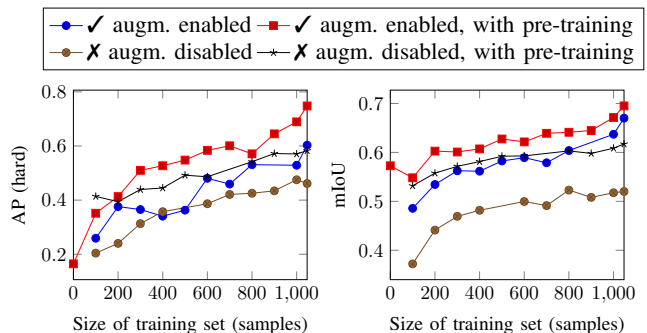 ✓ augm. enabled ✓ augm. enabled, with pre-training
✗ augm. disabled ✗ augm. disabled, with pre-training
0.8
0.6
0.4
0.2
AP (hard)
0 200 400 600 800 1,000
Size of training set (samples)
0.7
0.6
0.5
0.4
mIoU
0 200 400 600 800 1,000
Size of training set (samples)